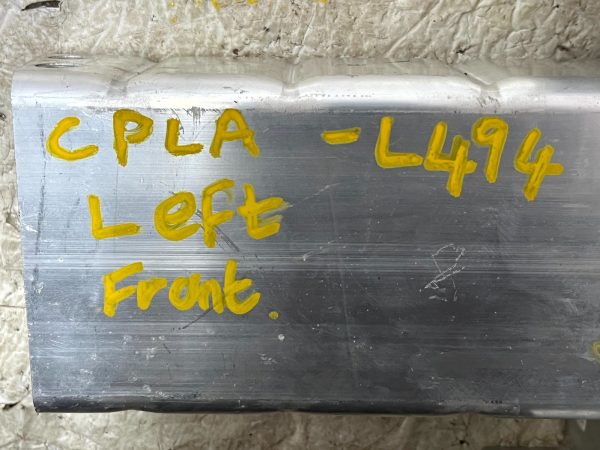 CPLA - L494
Left
Front.